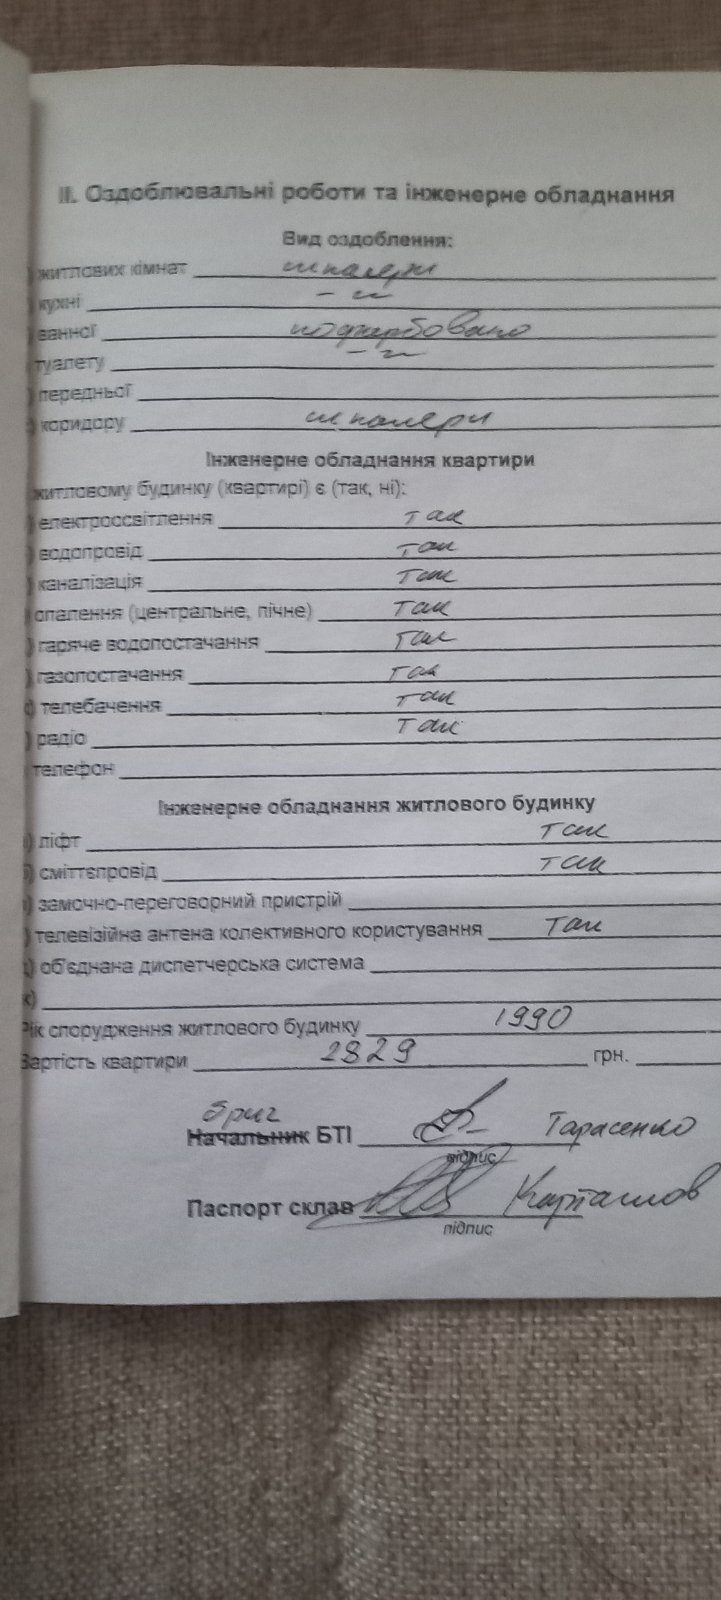 ІІ. Оздоблювальні роботи та інженерне обладнання
Вид оздоблення:
) житлових кімнат шпалери
) кухні - " -
) ванної пофарбовано
) туалету - " -
) передньої
) коридору шпалери
Інженерне обладнання квартири
житловому будинку (квартирі) є (так, ні):
) електроосвітлення так
) водопровід так
) каналізація так
) опалення (центральне, пічне) так
) гаряче водопостачання так
) газопостачання так
) телебачення так
) радіо так
телефон
Інженерне обладнання житлового будинку
) ліфт так
) сміттєпровід так
) замочно-переговорний пристрій
) телевізійна антена колективного користування так
) об'єднана диспетчерська система
)
Рік спорудження житлового будинку 1990
Вартість квартири 2829 грн.
бриг
Начальник БТІ Тарасенко
підпис
Паспорт склав Карташов
підпис